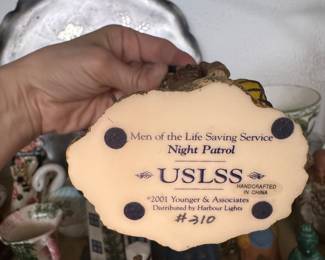 Men of the Life Saving Service
Night Patrol
USLSS
HANDCRAFTED
IN CHINA
©2001 Younger & Associates
Distributed by Harbour Lights
#310